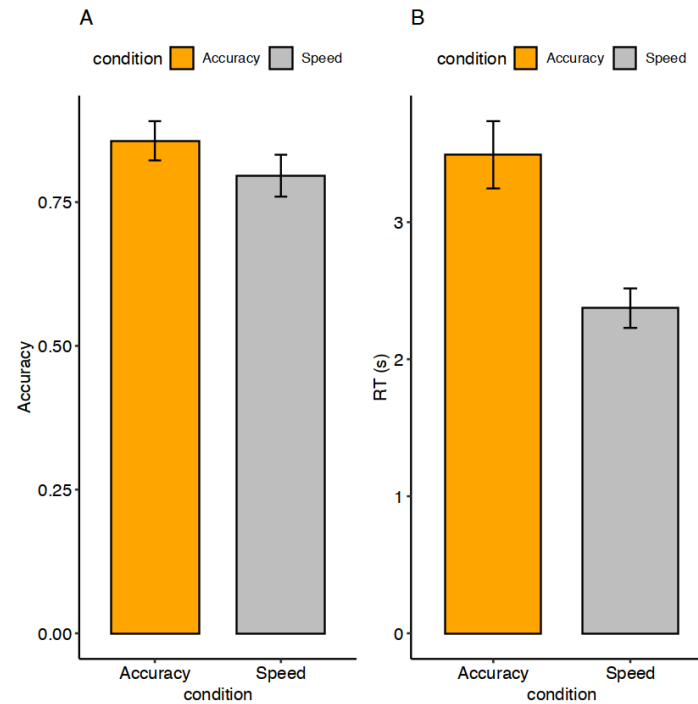 A
condition Accuracy Speed
Accuracy
0.75
0.50
0.25
0.00
Accuracy Speed
condition
B
condition Accuracy Speed
RT (s)
3
2
1
0
Accuracy Speed
condition